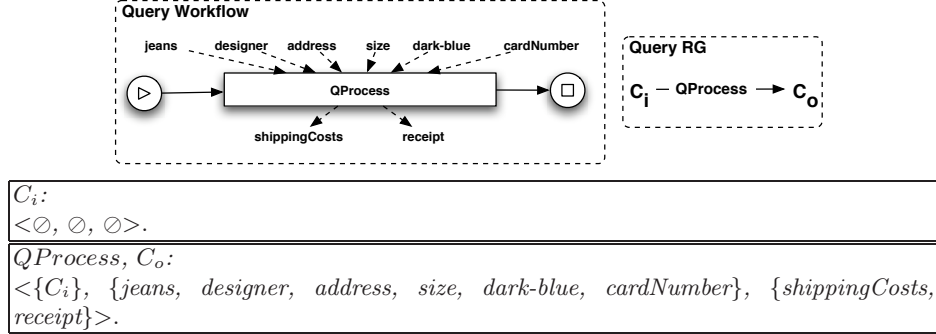 Query Workflow
jeans designer address size dark-blue cardNumber
QProcess
shippingCosts receipt
Query RG
Ci QProcess Co
Ci:
<∅, ∅, ∅>.
QProcess, Co:
<{Ci}, {jeans, designer, address, size, dark-blue, cardNumber}, {shippingCosts,
receipt}>.